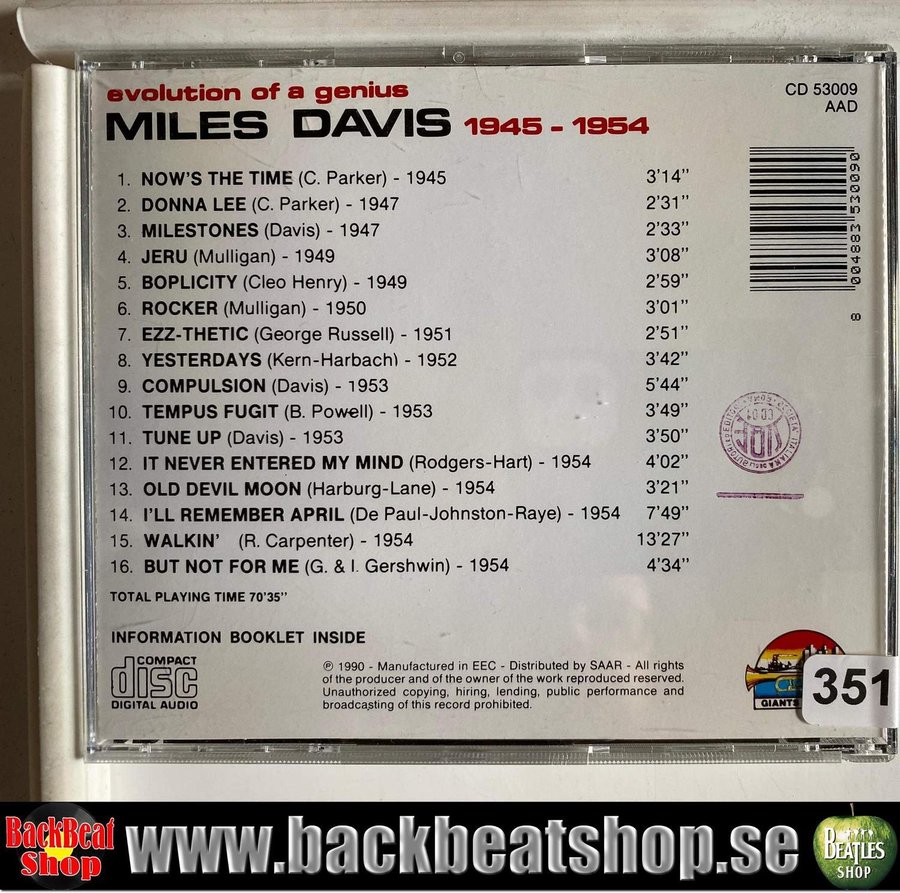 evolution of a genius
MILES DAVIS 1945 - 1954
CD 53009
AAD
1. NOW'S THE TIME (C. Parker) - 1945 3'14"
2. DONNA LEE (C. Parker) - 1947 2'31"
3. MILESTONES (Davis) - 1947 2'33"
4. JERU (Mulligan) - 1949 3'08"
5. BOPLICITY (Cleo Henry) - 1949 2'59"
6. ROCKER (Mulligan) - 1950 3'01"
7. EZZ-THETIC (George Russell) - 1951 2'51"
8. YESTERDAYS (Kern-Harbach) - 1952 3'42"
9. COMPULSION (Davis) - 1953 5'44"
10. TEMPUS FUGIT (B. Powell) - 1953 3'49"
11. TUNE UP (Davis) - 1953 3'50"
12. IT NEVER ENTERED MY MIND (Rodgers-Hart) - 1954 4'02"
13. OLD DEVIL MOON (Harburg-Lane) - 1954 3'21"
14. I'LL REMEMBER APRIL (De Paul-Johnston-Raye) - 1954 7'49"
15. WALKIN' (R. Carpenter) - 1954 13'27"
16. BUT NOT FOR ME (G. & I. Gershwin) - 1954 4'34"
TOTAL PLAYING TIME 70'35"
8 004883 530090
INFORMATION BOOKLET INSIDE
COMPACT
disc
DIGITAL AUDIO
℗ 1990 - Manufactured in EEC - Distributed by SAAR - All rights
of the producer and of the owner of the work reproduced reserved.
Unauthorized copying, hiring, lending, public performance and
broadcasting of this record prohibited.
GIANTS
351
BackBeat
Shop
www.backbeatshop.se
BEATLES
SHOP